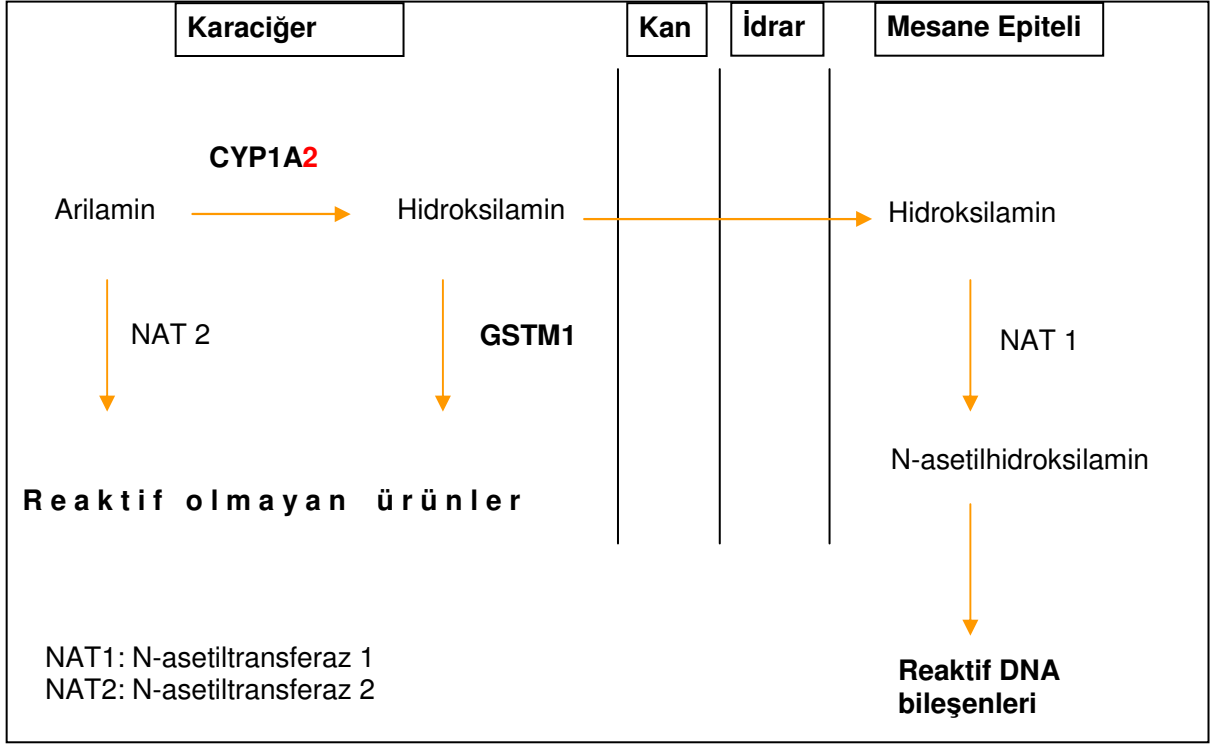 Karaciğer
Kan
İdrar
Mesane Epiteli
CYP1A2
Arilamin
Hidroksilamin
Hidroksilamin
NAT 2
GSTM1
NAT 1
N-asetilhidroksilamin
Reaktif olmayan ürünler
NAT1: N-asetiltransferaz 1
NAT2: N-asetiltransferaz 2
Reaktif DNA
bileşenleri